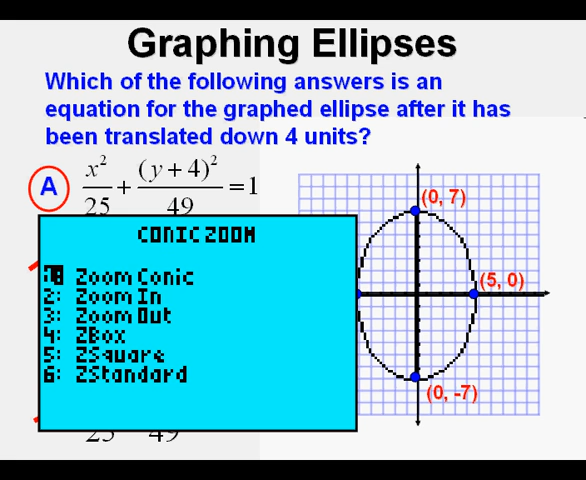 Graphing Ellipses
Which of the following answers is an
equation for the graphed ellipse after it has
been translated down 4 units?
A x²/25 + (y + 4)²/49 = 1
(0, 7)
(5, 0)
(0, -7)
CONIC ZOOM
1: Zoom Conic
2: Zoom In
3: Zoom Out
4: ZBox
5: ZSquare
6: ZStandard
25 49